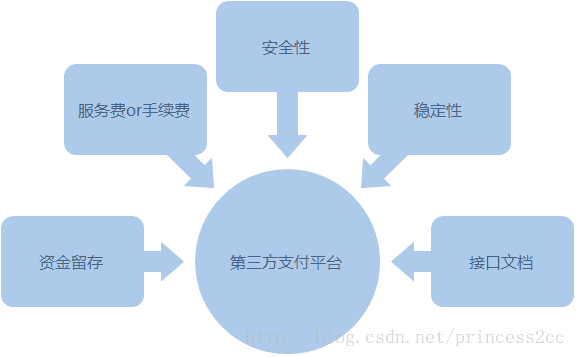 安全性
服务费or手续费
稳定性
资金留存
第三方支付平台
接口文档
http://blog.csdn.net/princess2cc